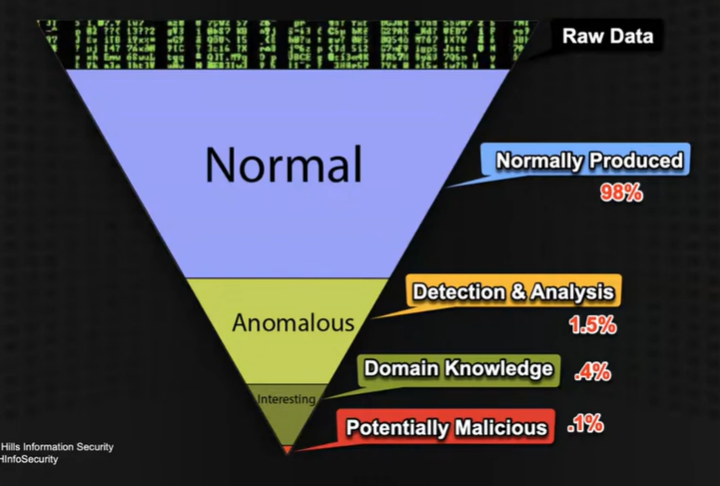 Raw Data
Normal
Normally Produced
98%
Detection & Analysis
1.5%
Anomalous
Domain Knowledge
.4%
Interesting
Potentially Malicious
.1%
Hills Information Security
HInfoSecurity